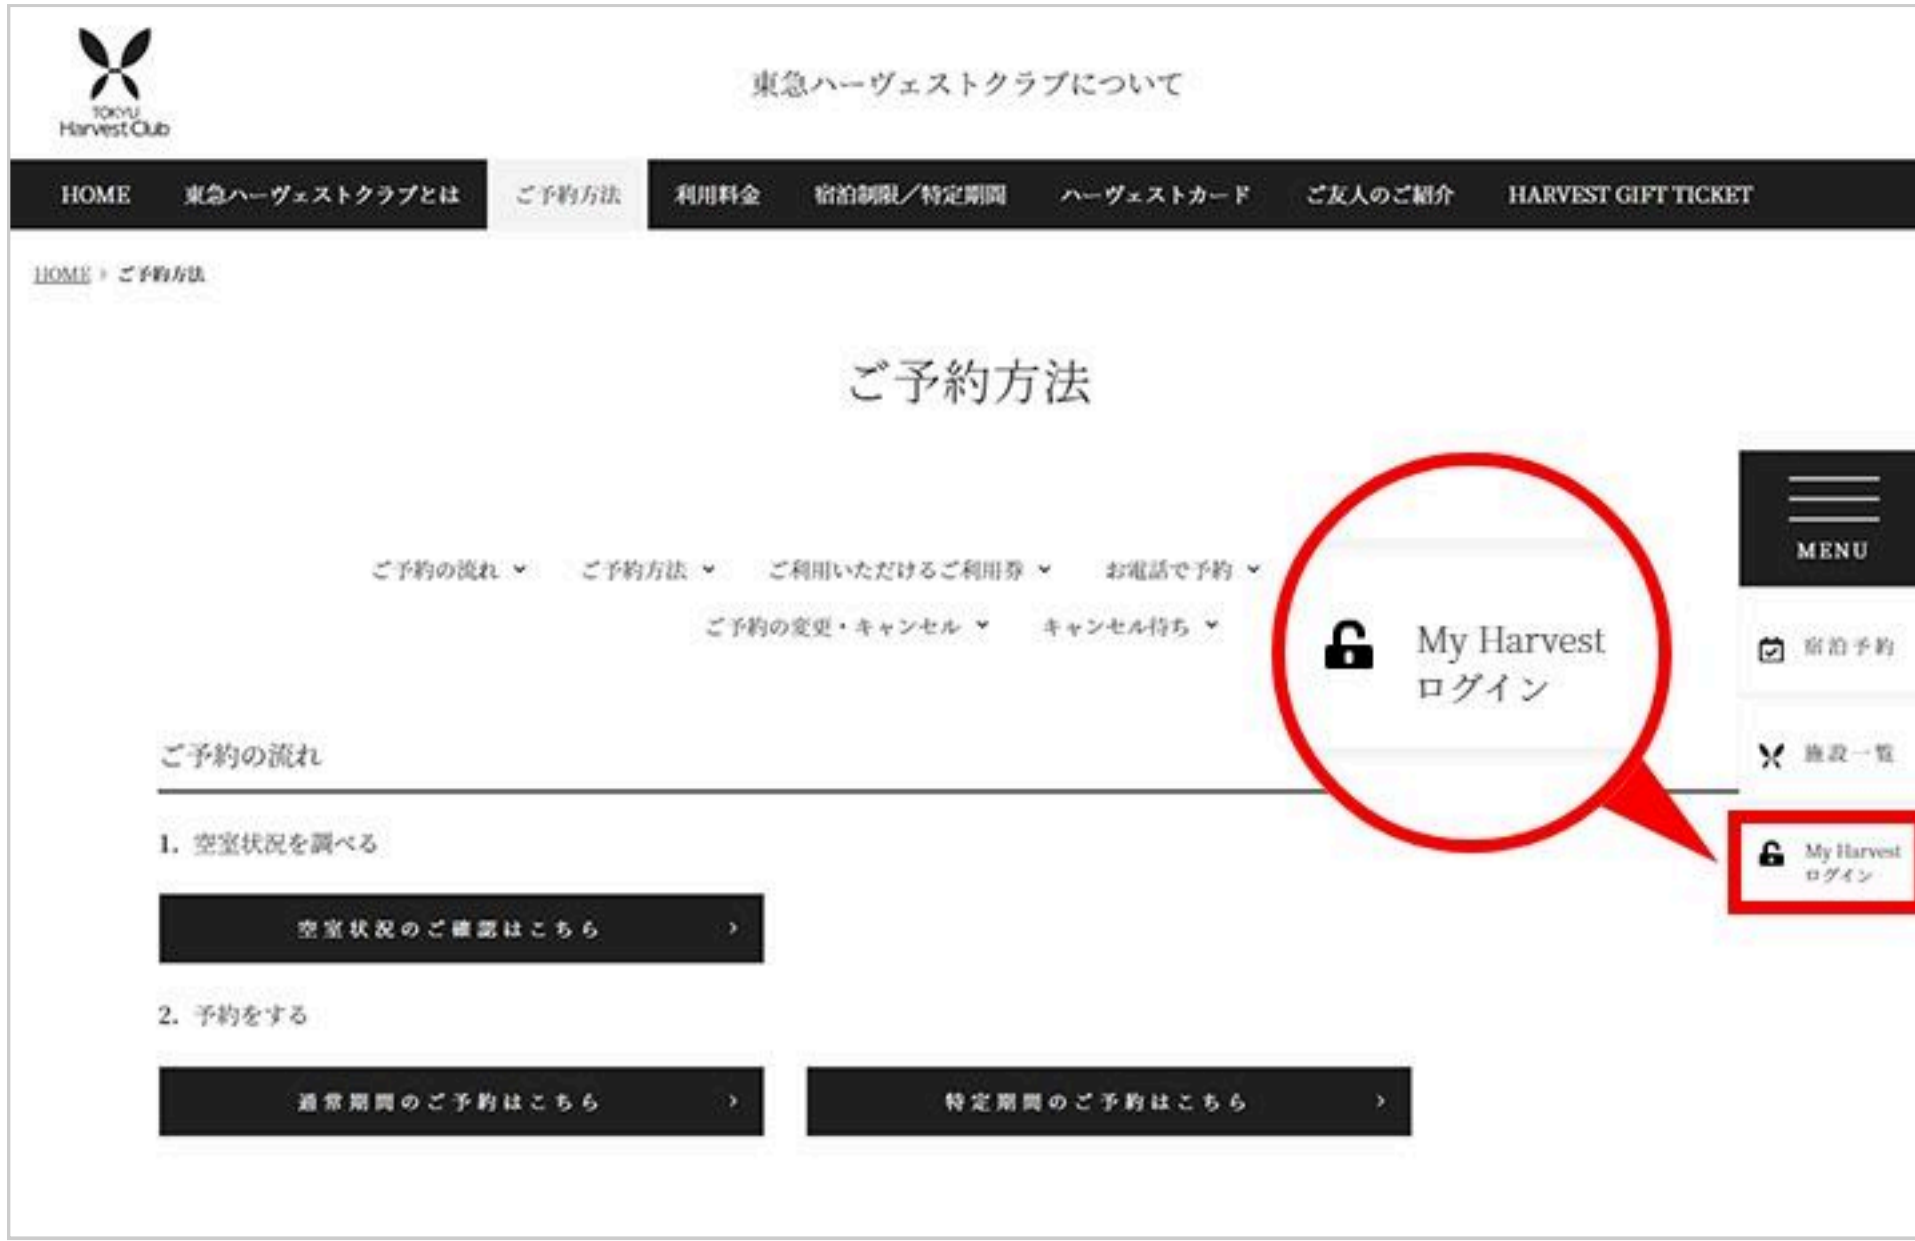 TOKYU
Harvest Club
東急ハーヴェストクラブについて
HOME 東急ハーヴェストクラブとは ご予約方法 利用料金 宿泊制限／特定期間 ハーヴェストカード ご友人のご紹介 HARVEST GIFT TICKET
HOME › ご予約方法
ご予約方法
MENU
ご予約の流れ ご予約方法 ご利用いただけるご利用券 お電話で予約
ご予約の変更・キャンセル キャンセル待ち
My Harvest
ログイン
宿泊予約
施設一覧
My Harvest
ログイン
ご予約の流れ
1. 空室状況を調べる
空室状況のご確認はこちら ›
2. 予約をする
通常期間のご予約はこちら › 特定期間のご予約はこちら ›